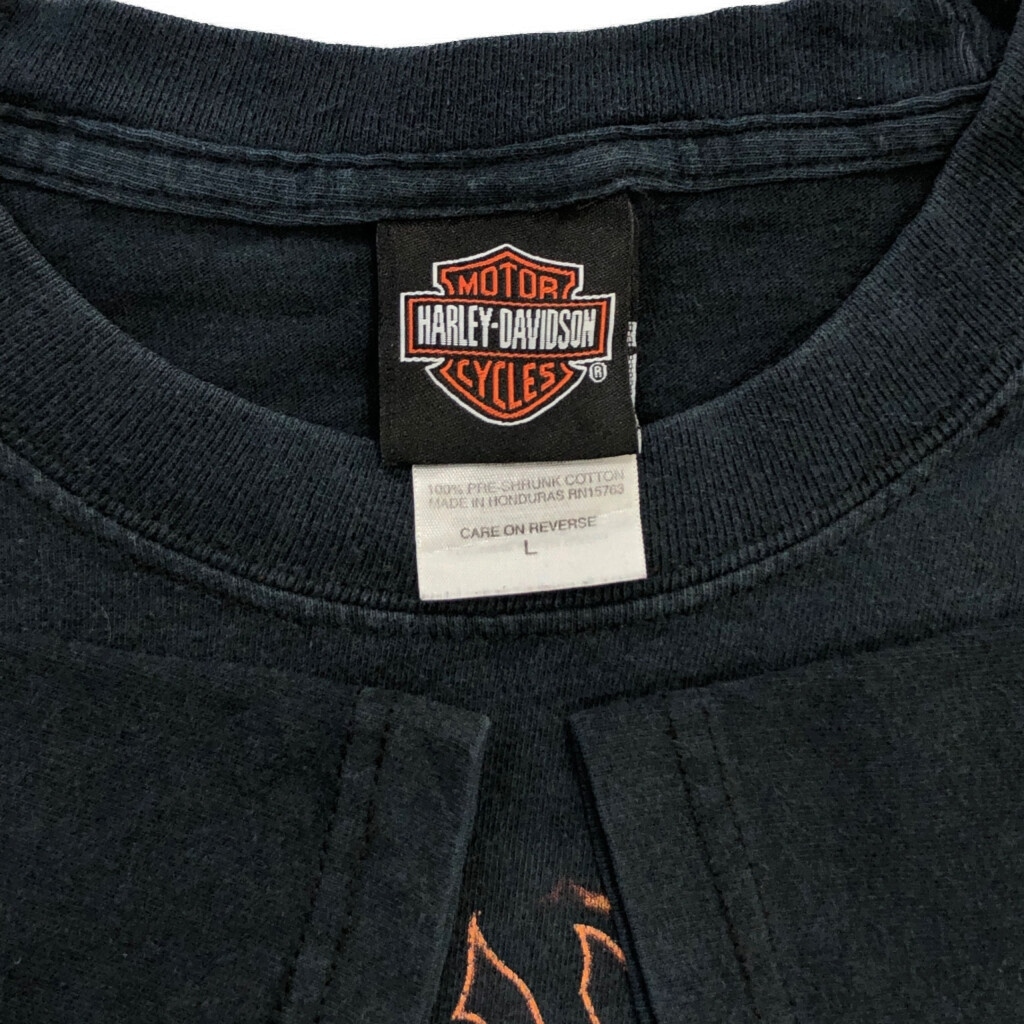 MOTOR
HARLEY-DAVIDSON
CYCLES
®
100% PRE-SHRUNK COTTON
MADE IN HONDURAS RN15763
CARE ON REVERSE
L